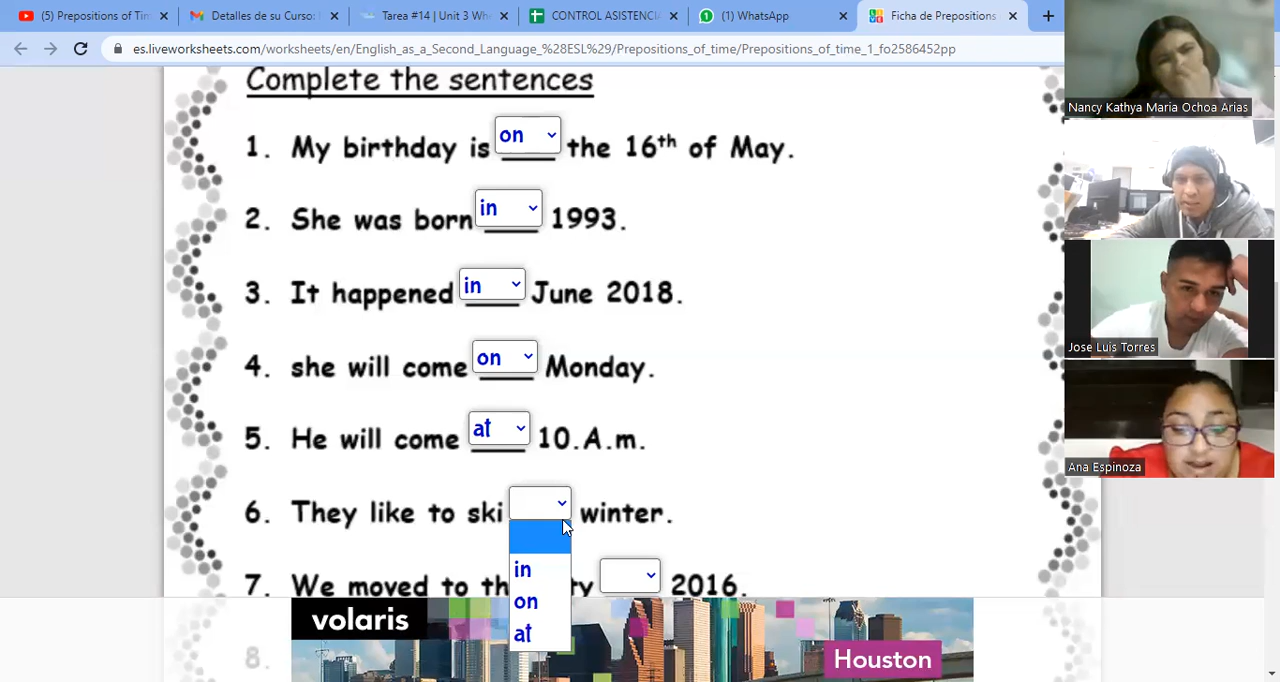 (5) Prepositions of Tim
Detalles de su Curso:
Tarea #14 | Unit 3 Wh
CONTROL ASISTENCI
(1) WhatsApp
Ficha de Prepositions
es.liveworksheets.com/worksheets/en/English_as_a_Second_Language_%28ESL%29/Prepositions_of_time/Prepositions_of_time_1_fo2586452pp
Complete the sentences
1. My birthday is on the 16th of May.
2. She was born in 1993.
3. It happened in June 2018.
4. she will come on Monday.
5. He will come at 10.A.m.
6. They like to ski winter.
in
on
at
7. We moved to th ty 2016.
8.
volaris
Houston
Nancy Kathya Maria Ochoa Arias
Jose Luis Torres
Ana Espinoza